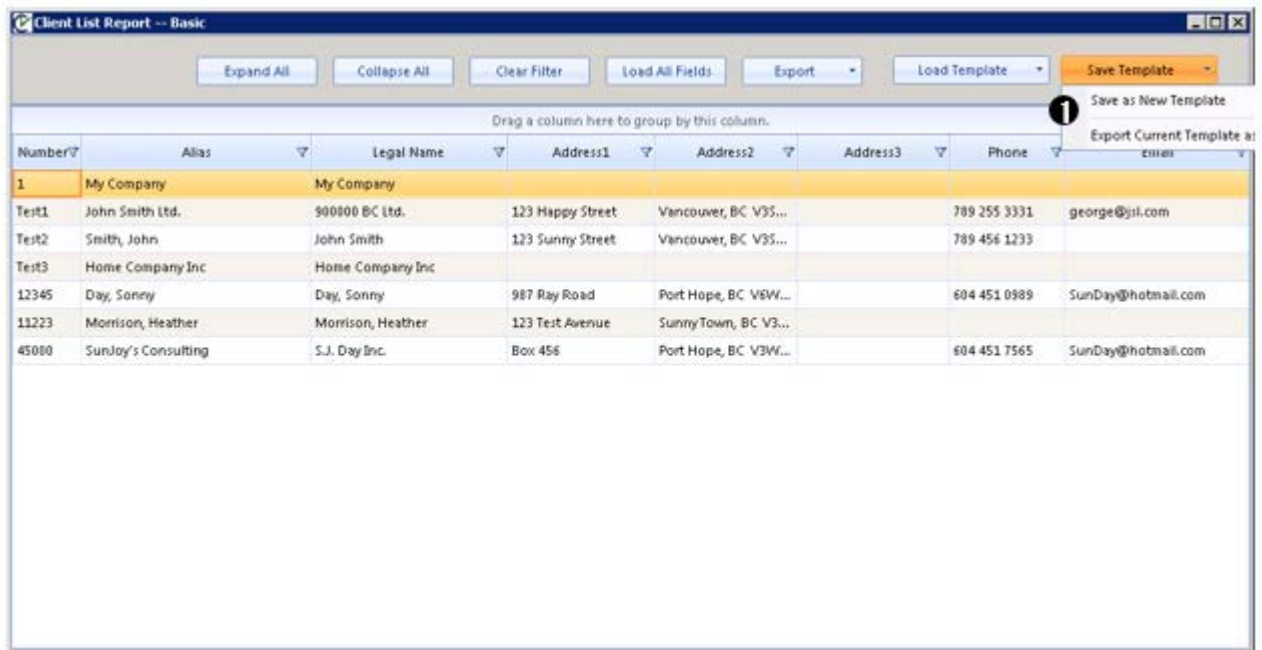 Client List Report -- Basic
Expand All Collapse All Clear Filter Load All Fields Export Load Template Save Template
1 Save as New Template
Export Current Template as
Drag a column here to group by this column.
Number Alias Legal Name Address1 Address2 Address3 Phone Email
1 My Company My Company
Test1 John Smith Ltd. 900800 BC Ltd. 123 Happy Street Vancouver, BC V3S... 789 255 3331 george@jsl.com
Test2 Smith, John John Smith 123 Sunny Street Vancouver, BC V3S... 789 456 1233
Test3 Home Company Inc Home Company Inc
12345 Day, Sonny Day, Sonny 987 Ray Road Port Hope, BC V6W... 604 451 0989 SunDay@hotmail.com
11223 Morrison, Heather Morrison, Heather 123 Test Avenue SunnyTown, BC V3...
45080 SunJoy's Consulting S.J. Day Inc. Box 456 Port Hope, BC V3W... 604 451 7565 SunDay@hotmail.com